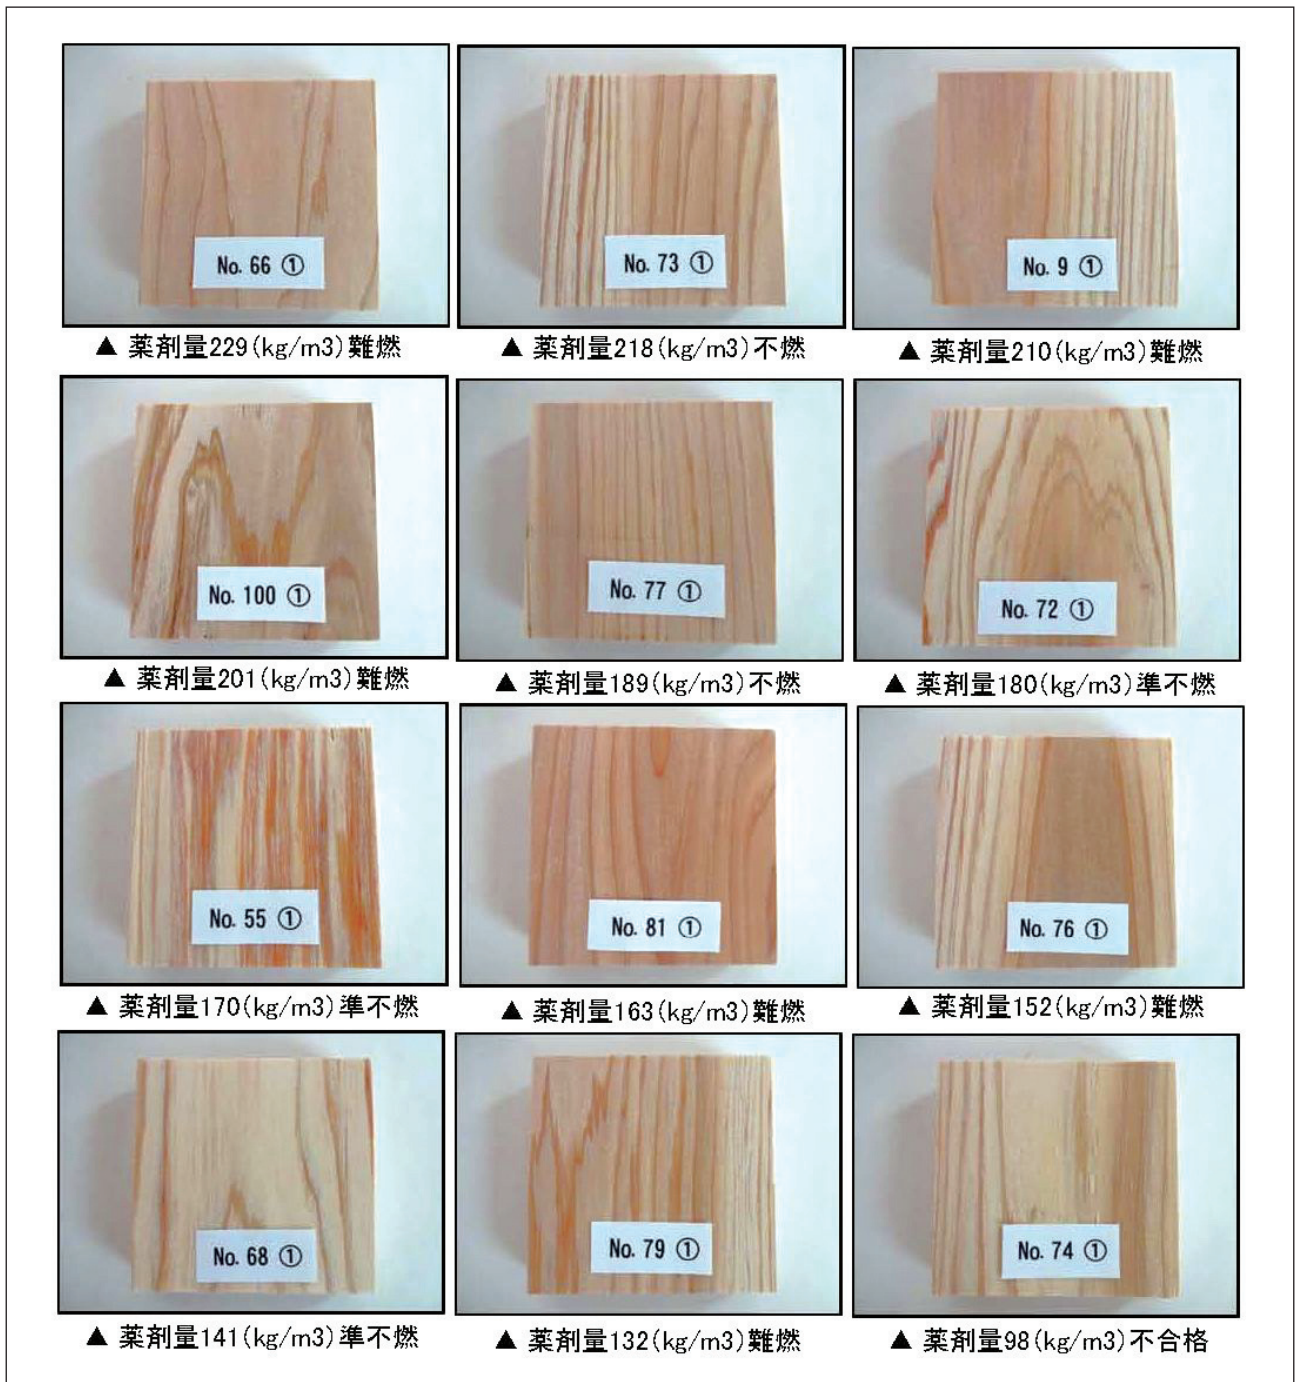 No. 66 ①
▲ 薬剤量229(kg/m3)難燃
No. 73 ①
▲ 薬剤量218(kg/m3)不燃
No. 9 ①
▲ 薬剤量210(kg/m3)難燃
No. 100 ①
▲ 薬剤量201(kg/m3)難燃
No. 77 ①
▲ 薬剤量189(kg/m3)不燃
No. 72 ①
▲ 薬剤量180(kg/m3)準不燃
No. 55 ①
▲ 薬剤量170(kg/m3)準不燃
No. 81 ①
▲ 薬剤量163(kg/m3)難燃
No. 76 ①
▲ 薬剤量152(kg/m3)難燃
No. 68 ①
▲ 薬剤量141(kg/m3)準不燃
No. 79 ①
▲ 薬剤量132(kg/m3)難燃
No. 74 ①
▲ 薬剤量98(kg/m3)不合格